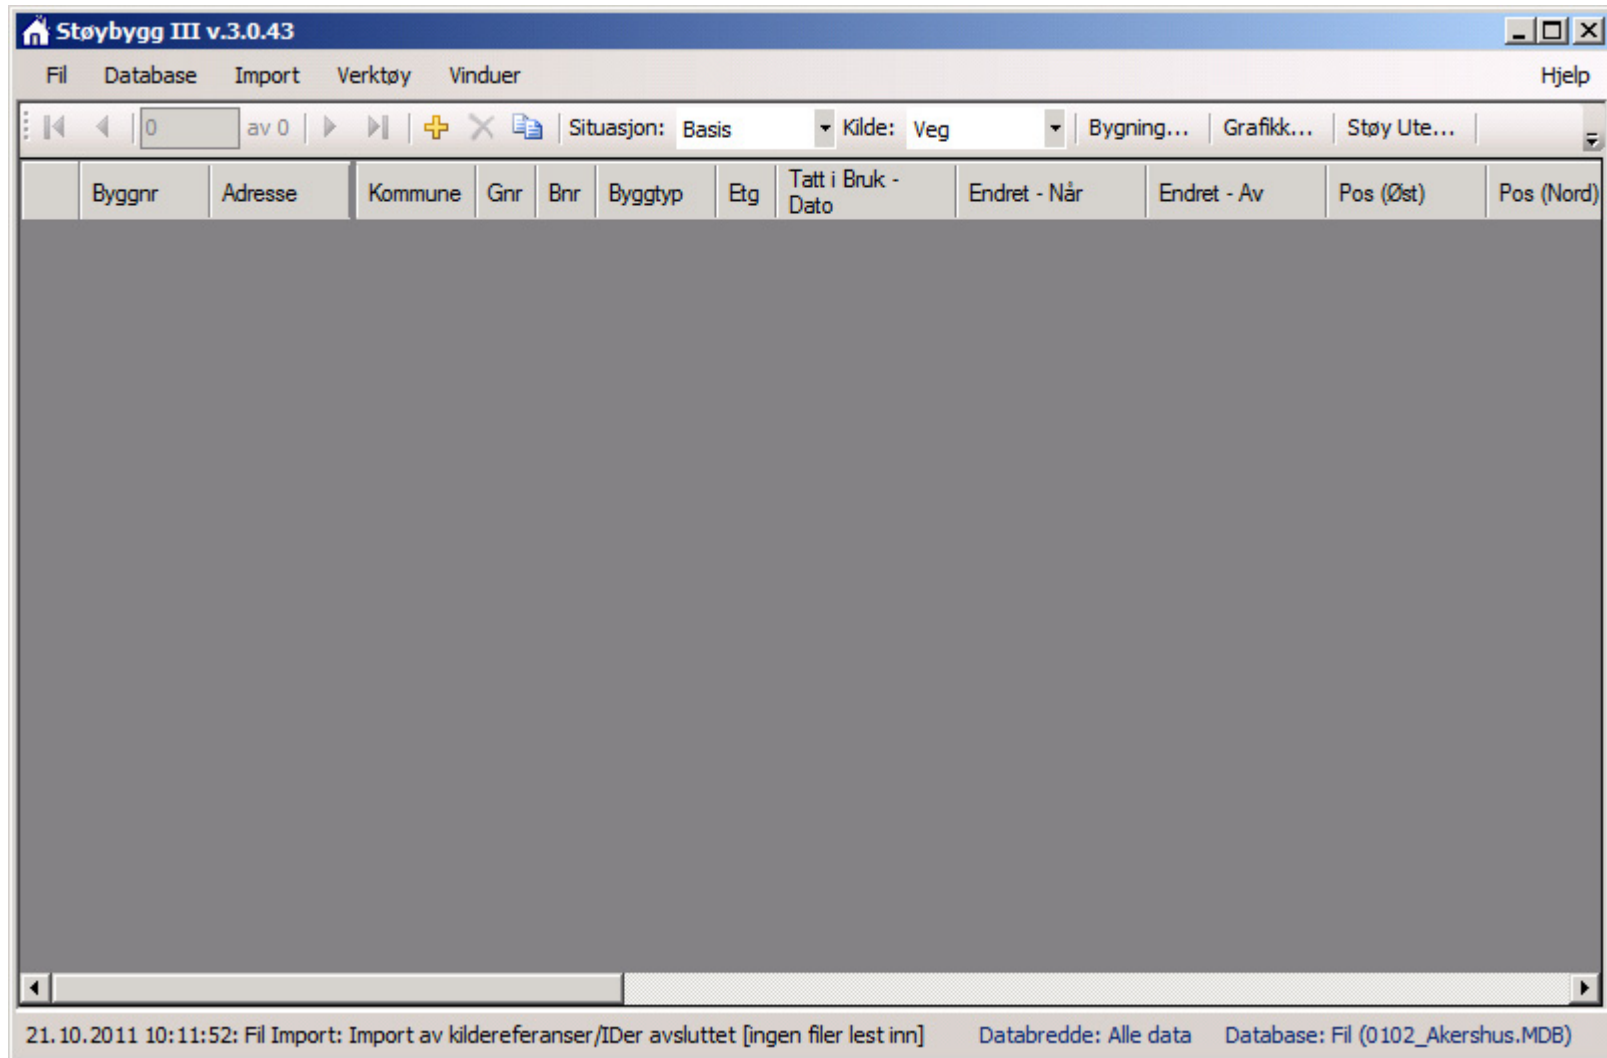 Støybygg III v.3.0.43
Fil Database Import Verktøy Vinduer Hjelp
0 av 0 Situasjon: Basis Kilde: Veg Bygning... Grafikk... Støy Ute...
Byggnr Adresse Kommune Gnr Bnr Byggtyp Etg Tatt i Bruk - Dato Endret - Når Endret - Av Pos (Øst) Pos (Nord)
21.10.2011 10:11:52: Fil Import: Import av kildereferanser/IDer avsluttet [ingen filer lest inn] Databredde: Alle data Database: Fil (0102_Akershus.MDB)